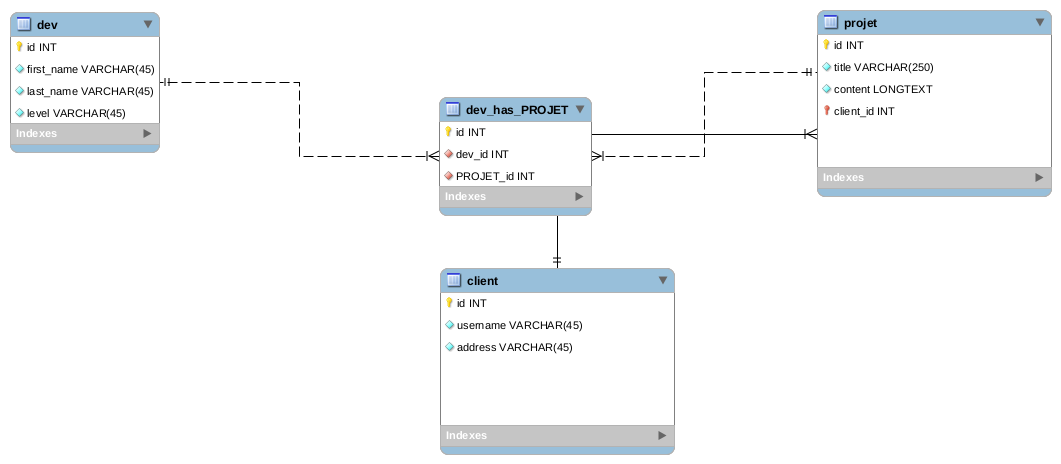 dev
id INT
first_name VARCHAR(45)
last_name VARCHAR(45)
level VARCHAR(45)
Indexes
dev_has_PROJET
id INT
dev_id INT
PROJET_id INT
Indexes
projet
id INT
title VARCHAR(250)
content LONGTEXT
client_id INT
Indexes
client
id INT
username VARCHAR(45)
address VARCHAR(45)
Indexes